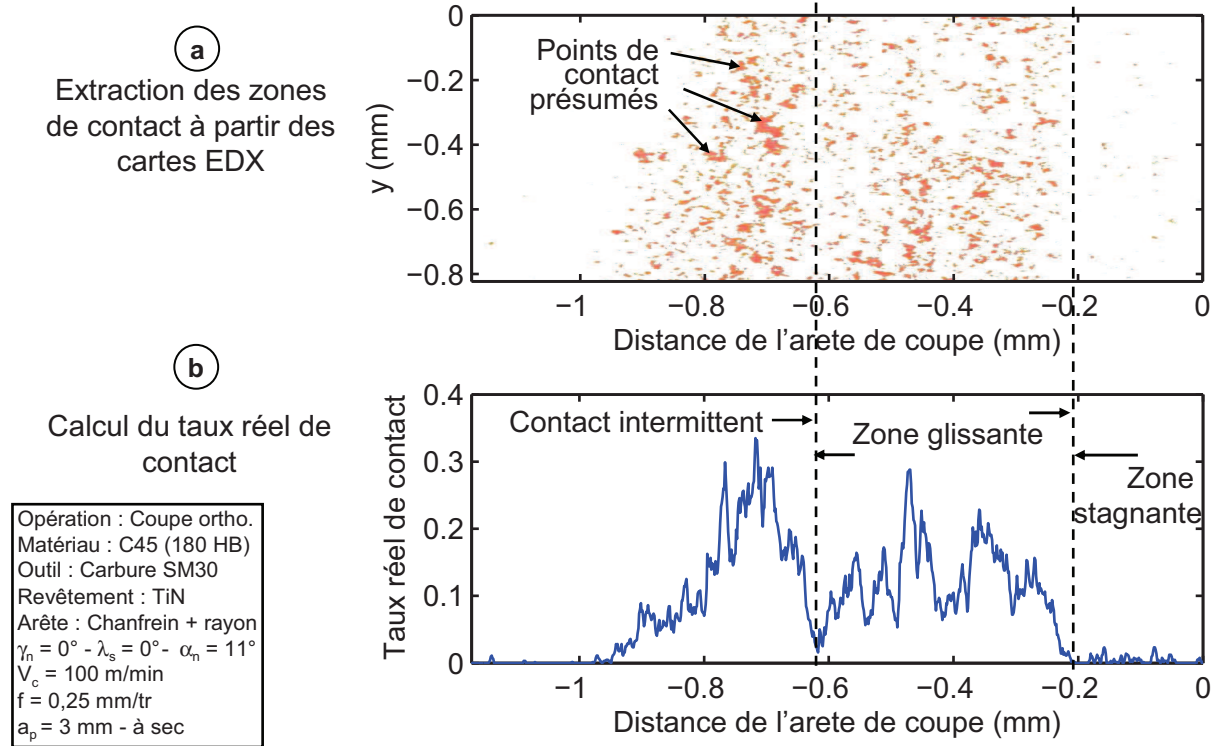 a
Extraction des zones
de contact à partir des
cartes EDX
Points de
contact
présumés
y (mm)
0
−0.2
−0.4
−0.6
−0.8
−1
−0.8
−0.6
−0.4
−0.2
0
Distance de l'arete de coupe (mm)
b
Calcul du taux réel de
contact
Opération : Coupe ortho.
Matériau : C45 (180 HB)
Outil : Carbure SM30
Revêtement : TiN
Arête : Chanfrein + rayon
γn = 0° - λs = 0° - αn = 11°
Vc = 100 m/min
f = 0,25 mm/tr
ap = 3 mm - à sec
Taux réel de contact
0.4
0.3
0.2
0.1
0
Contact intermittent
Zone glissante
Zone
stagnante
−1
−0.8
−0.6
−0.4
−0.2
0
Distance de l'arete de coupe (mm)